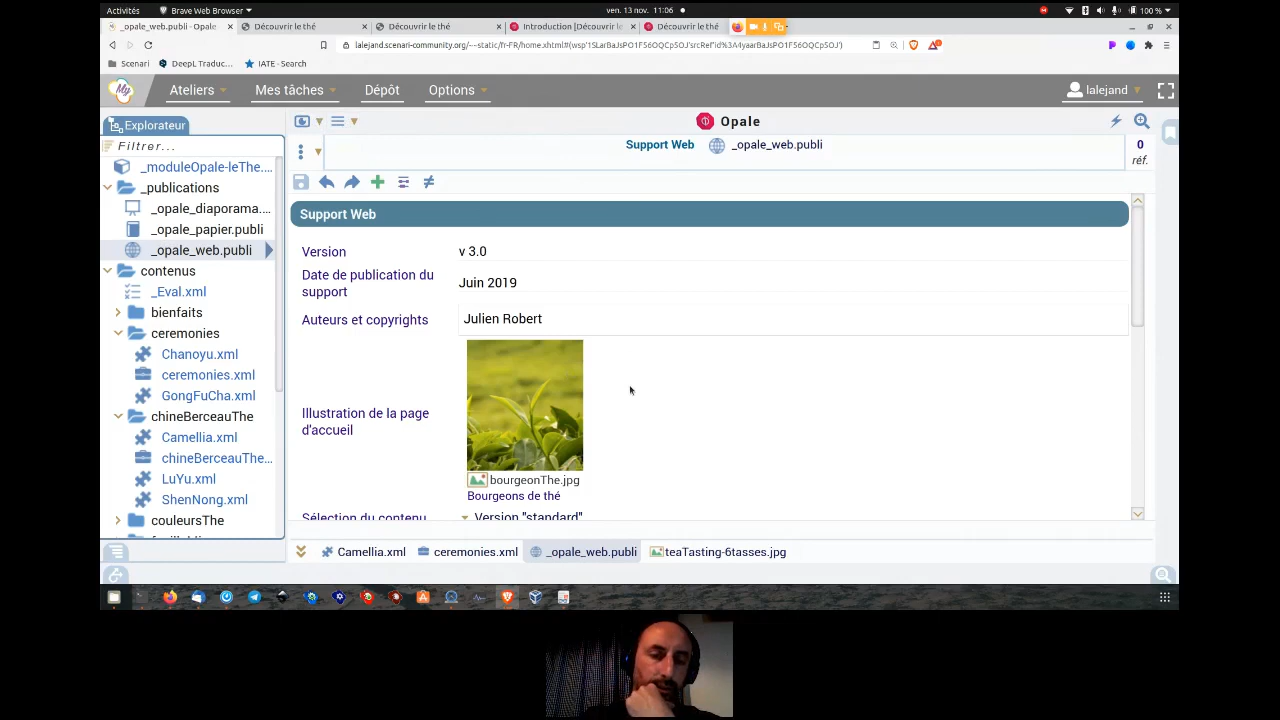 Activités
Brave Web Browser
ven. 13 nov. 11:06
100 %
_opale_web.publi - Opale
Découvrir le thé
Découvrir le thé
Introduction [Découvrir le
Découvrir le thé
Scenari
DeepL Traduc...
IATE - Search
My
Ateliers
Mes tâches
Dépôt
Options
lalejand
Explorateur
Filtrer...
_moduleOpale-leThe....
_publications
_opale_diaporama....
_opale_papier.publi
_opale_web.publi
contenus
_Eval.xml
bienfaits
ceremonies
Chanoyu.xml
ceremonies.xml
GongFuCha.xml
chineBerceauThe
Camellia.xml
chineBerceauThe...
LuYu.xml
ShenNong.xml
couleursThe
Opale
Support Web
_opale_web.publi
0
réf.
Support Web
Version
v 3.0
Date de publication du
support
Juin 2019
Auteurs et copyrights
Julien Robert
Illustration de la page
d'accueil
bourgeonThe.jpg
Bourgeons de thé
Sélection du contenu
Version "standard"
Camellia.xml
ceremonies.xml
_opale_web.publi
teaTasting-6tasses.jpg